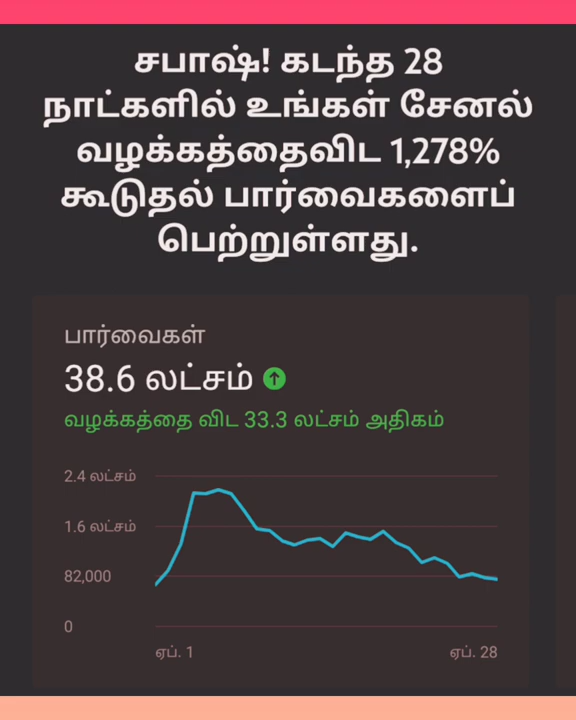 சபாஷ்! கடந்த 28
நாட்களில் உங்கள் சேனல்
வழக்கத்தைவிட 1,278%
கூடுதல் பார்வைகளைப்
பெற்றுள்ளது.
பார்வைகள்
38.6 லட்சம்
வழக்கத்தை விட 33.3 லட்சம் அதிகம்
2.4 லட்சம்
1.6 லட்சம்
82,000
0
ஏப். 1
ஏப். 28